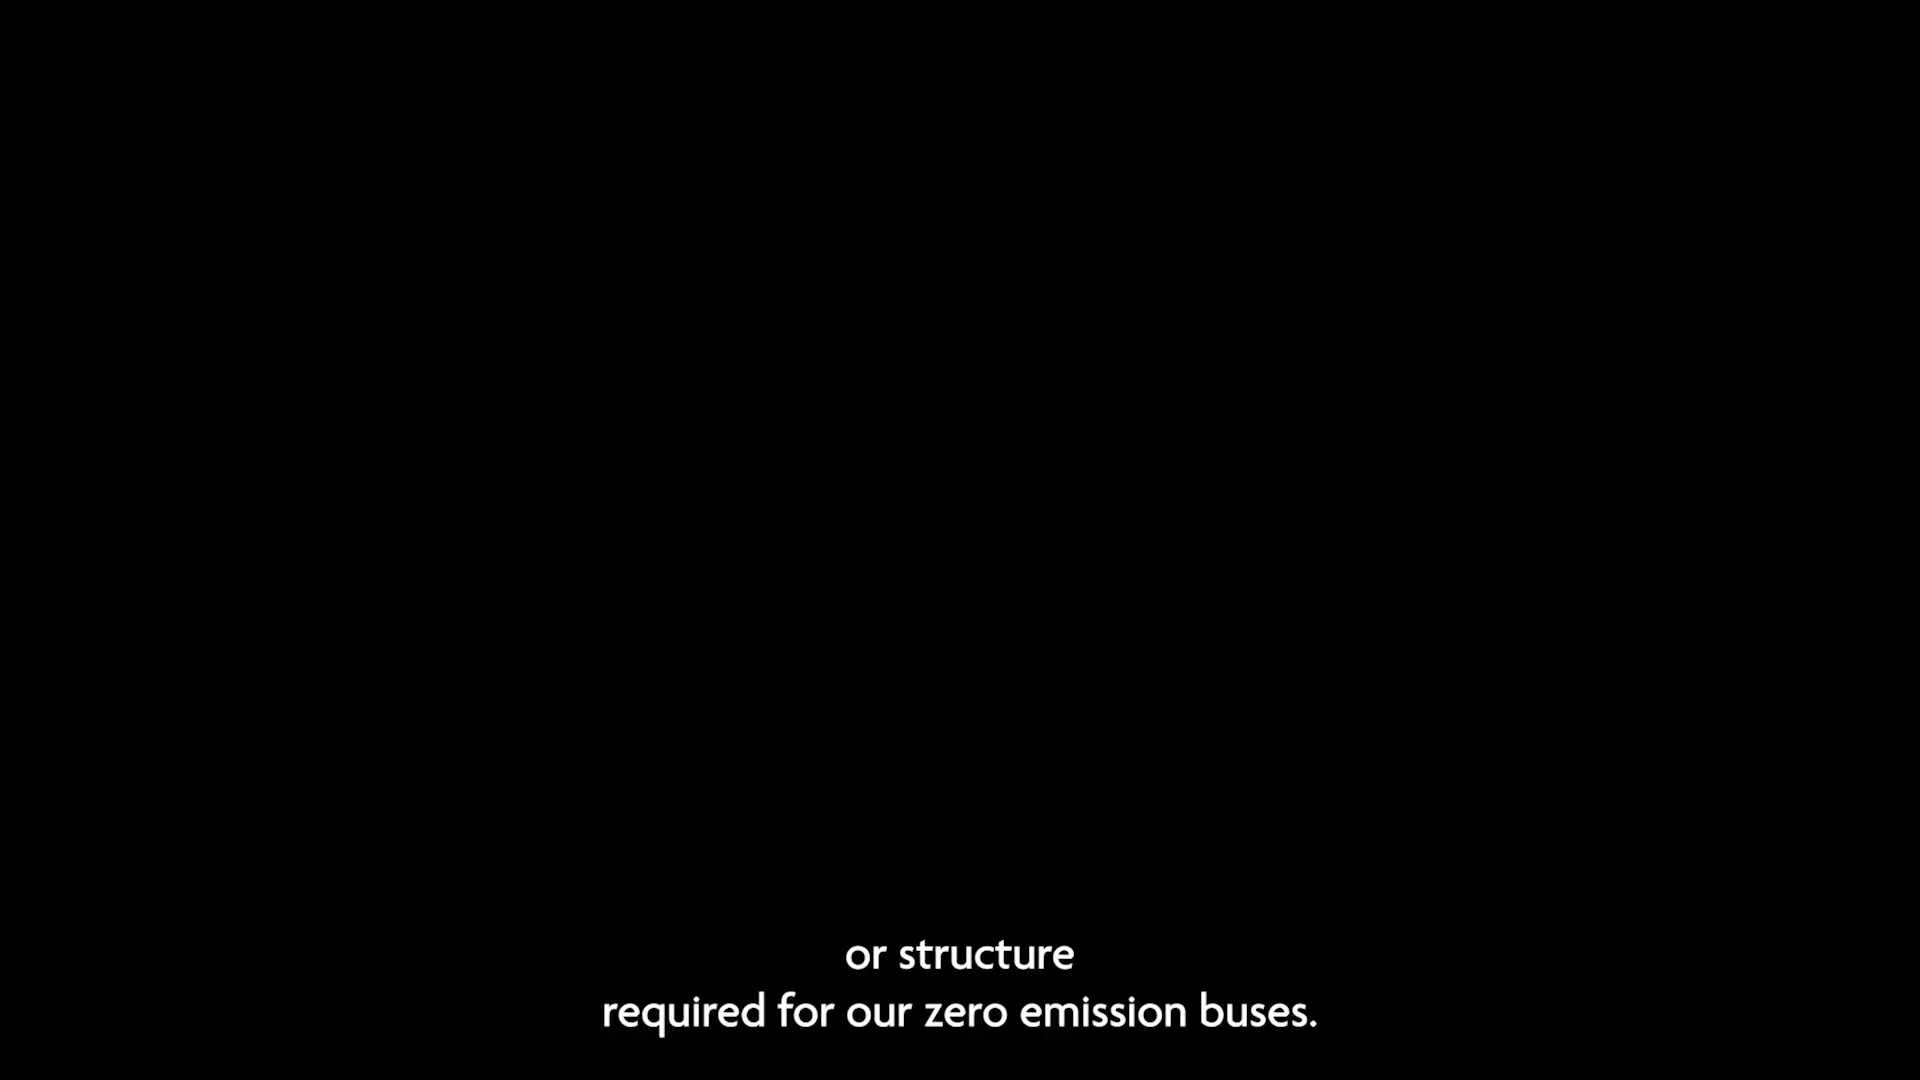 or structure
required for our zero emission buses.